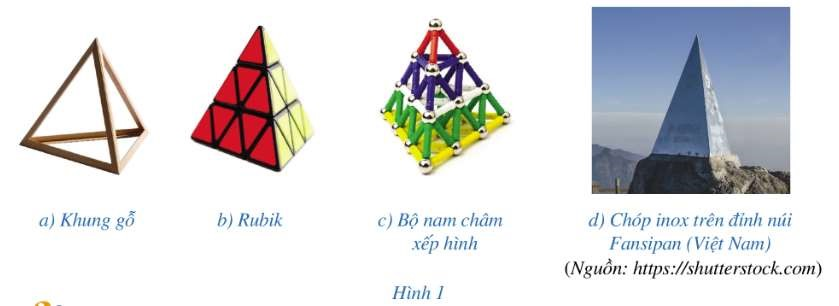 a) Khung gỗ
b) Rubik
c) Bộ nam châm
xếp hình
d) Chóp inox trên đỉnh núi
Fansipan (Việt Nam)
(Nguồn: https://shutterstock.com)
Hình 1